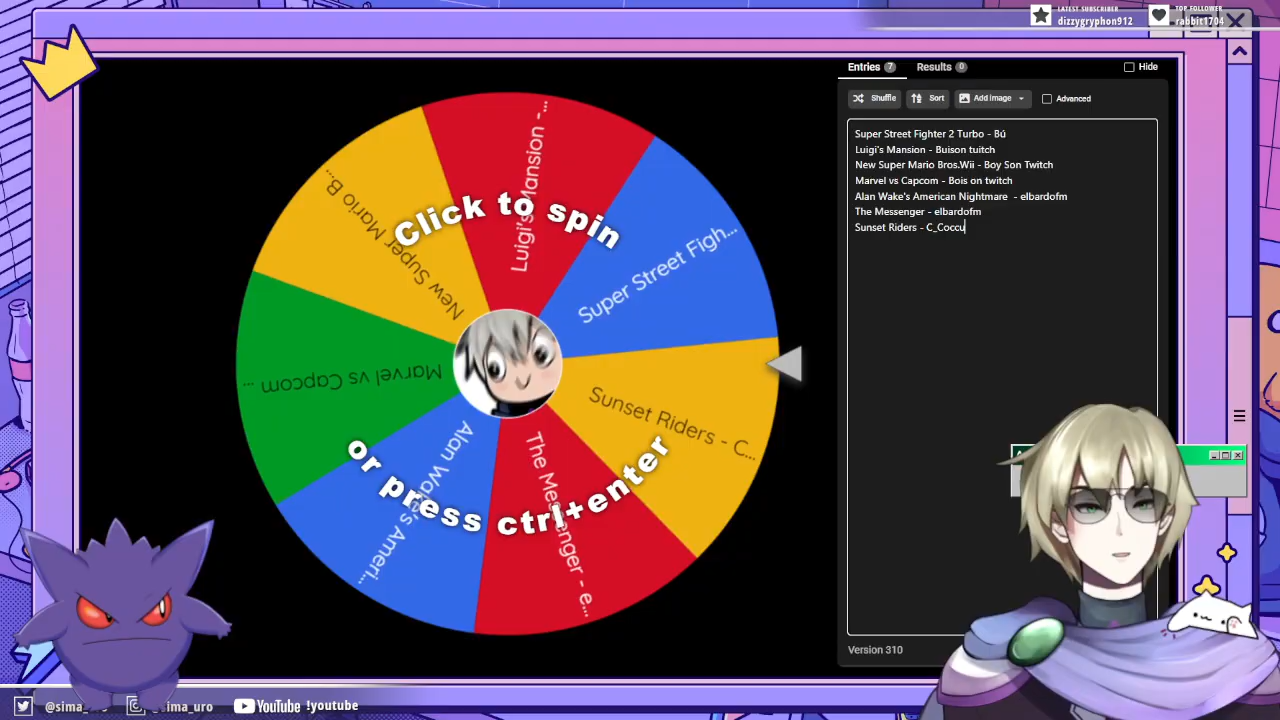 LATEST SUBSCRIBER
dizzygryphon912
TOP FOLLOWER
rabbit1704
Entries 7
Results 0
Hide
Shuffle
Sort
Add image
Advanced
Super Street Fighter 2 Turbo - Bú
Luigi's Mansion - Buison tuitch
New Super Mario Bros.Wii - Boy Son Twitch
Marvel vs Capcom - Bois on twitch
Alan Wake's American Nightmare  - elbardofm
The Messenger - elbardofm
Sunset Riders - C_Coccu
Luigi's Mansion -...
Super Street Figh...
Sunset Riders - C...
The Messenger - e...
Alan Wake's Ameri...
Marvel vs Capcom ...
New Super Mario B...
Click to spin
or press ctrl+enter
Version 310
@sima_
sima_uro
YouTube !youtube